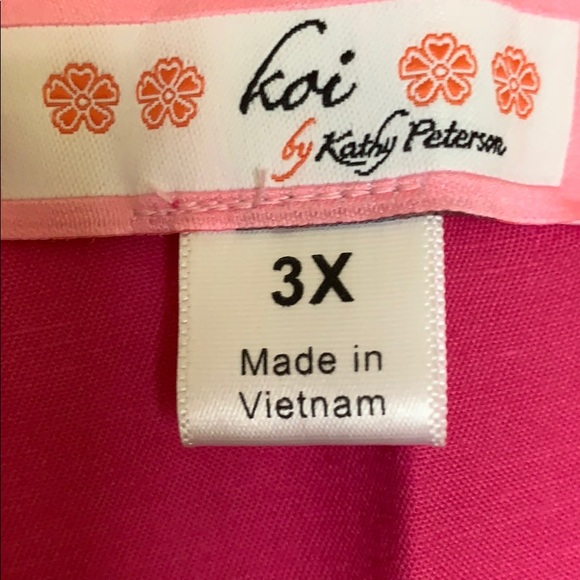 koi
by Kathy Peterson
3X
Made in
Vietnam